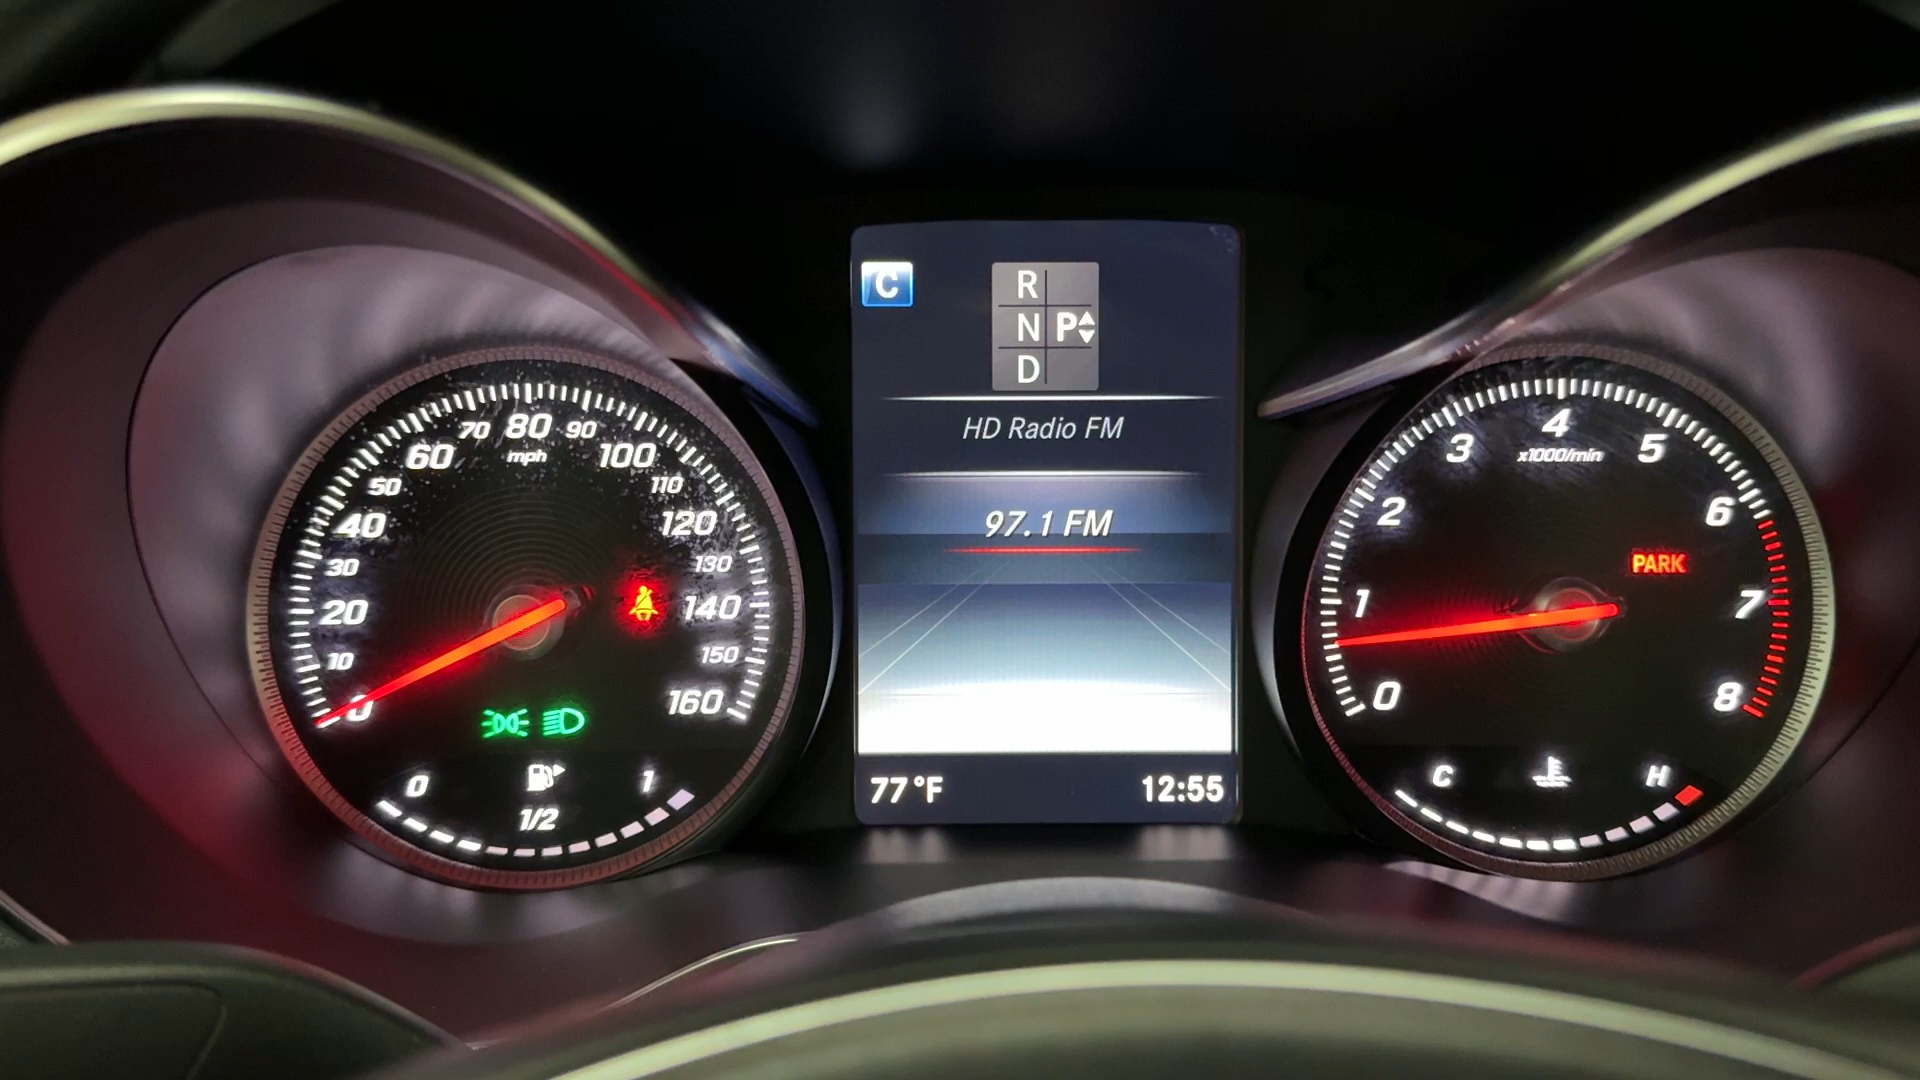 70 80 90
60 mph 100
50 110
40 120
30 130
20 140
10 150
0 160
0 1
1/2
C
R
N P
D
HD Radio FM
97.1 FM
77°F 12:55
4
3 x1000/min 5
2 6
PARK
1 7
0 8
C H